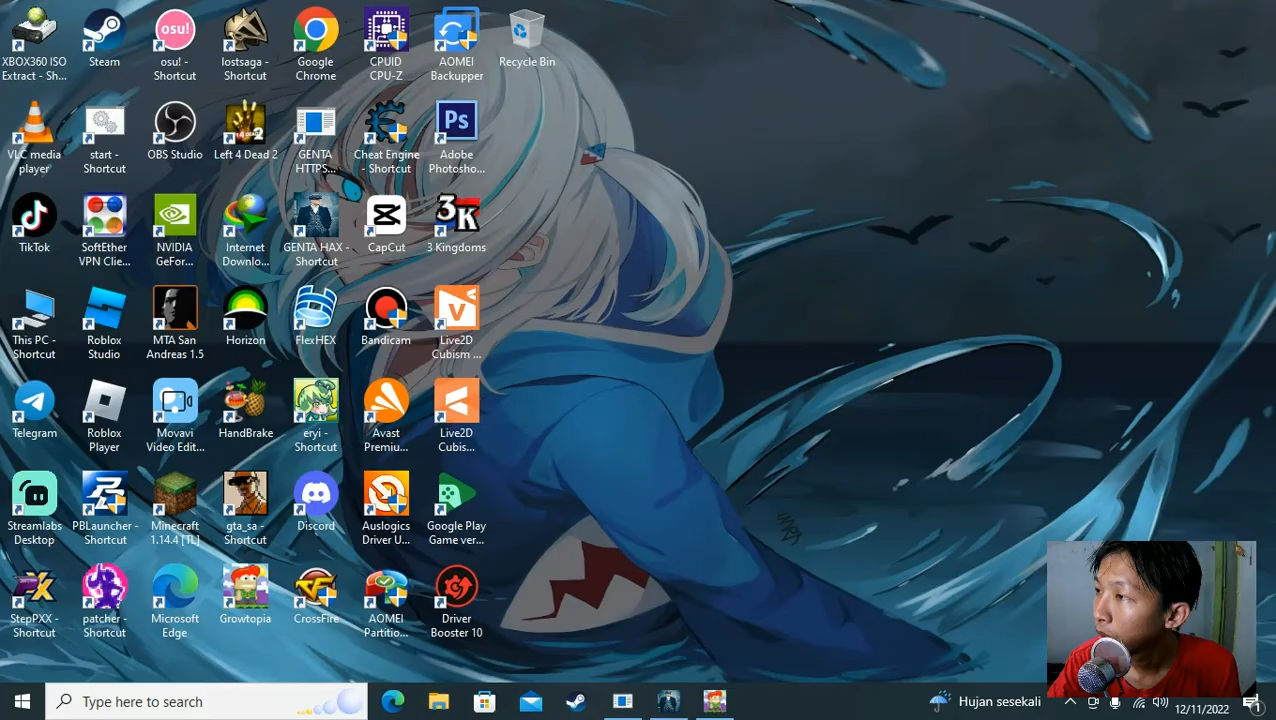 XBOX360 ISO
Extract - Sh...
Steam
osu!
osu! -
Shortcut
lostsaga -
Shortcut
Google
Chrome
CPUID
CPU-Z
AOMEI
Backupper
Recycle Bin
VLC media
player
start -
Shortcut
OBS Studio
Left 4 Dead 2
GENTA
HTTPS...
Cheat Engine
- Shortcut
Ps
Adobe
Photosho...
TikTok
SoftEther
VPN Clie...
NVIDIA
GeFor...
Internet
Downlo...
GENTA HAX -
Shortcut
CapCut
3K
3 Kingdoms
This PC -
Shortcut
Roblox
Studio
MTA San
Andreas 1.5
Horizon
FlexHEX
Bandicam
Live2D
Cubism ...
Telegram
Roblox
Player
Movavi
Video Edit...
HandBrake
eryi -
Shortcut
Avast
Premiu...
Live2D
Cubis...
Streamlabs
Desktop
PBLauncher -
Shortcut
Minecraft
1.14.4 [TL]
gta_sa -
Shortcut
Discord
Auslogics
Driver U...
Google Play
Game ver...
StepPXX -
Shortcut
patcher -
Shortcut
Microsoft
Edge
Growtopia
CrossFire
AOMEI
Partitio...
Driver
Booster 10
Type here to search
Hujan sesekali
12/11/2022
1